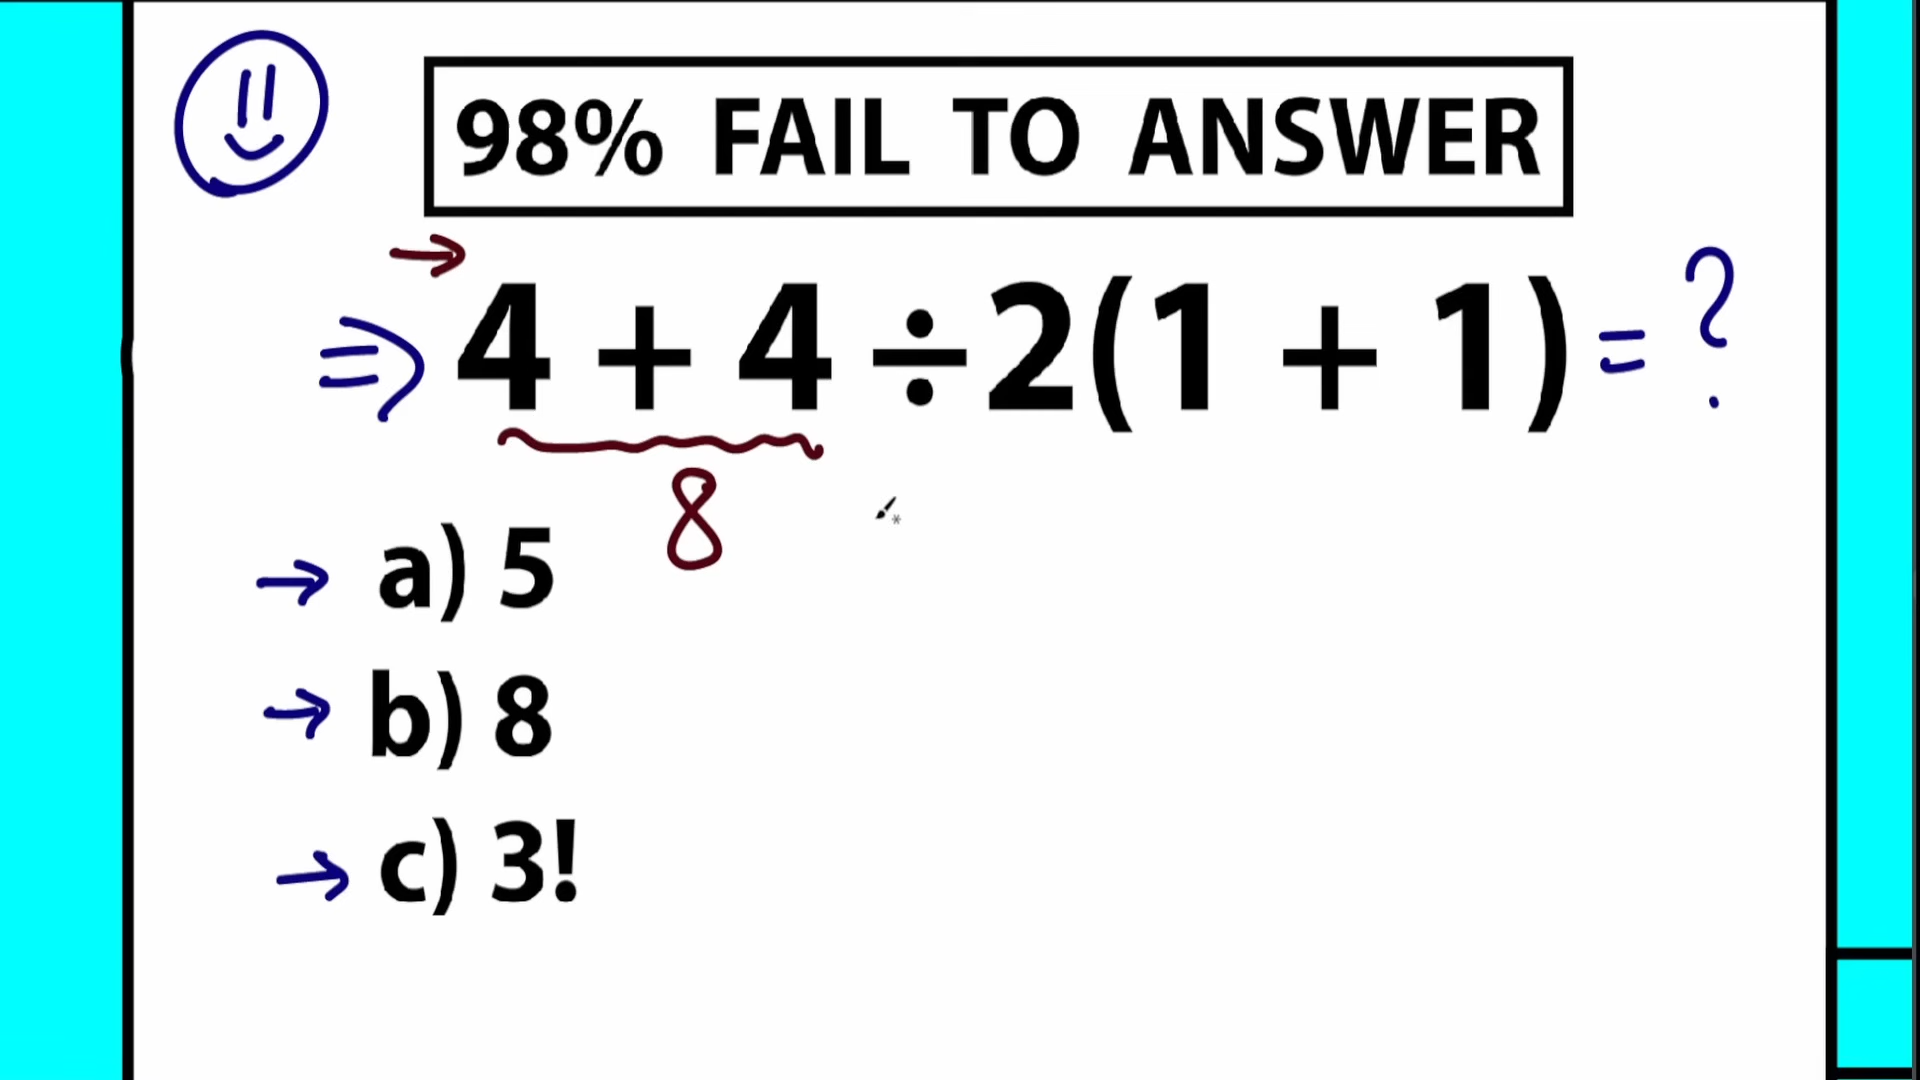 98% FAIL TO ANSWER
→
⇒ 4 + 4 ÷ 2(1 + 1) = ?
8
→ a) 5
→ b) 8
→ c) 3!